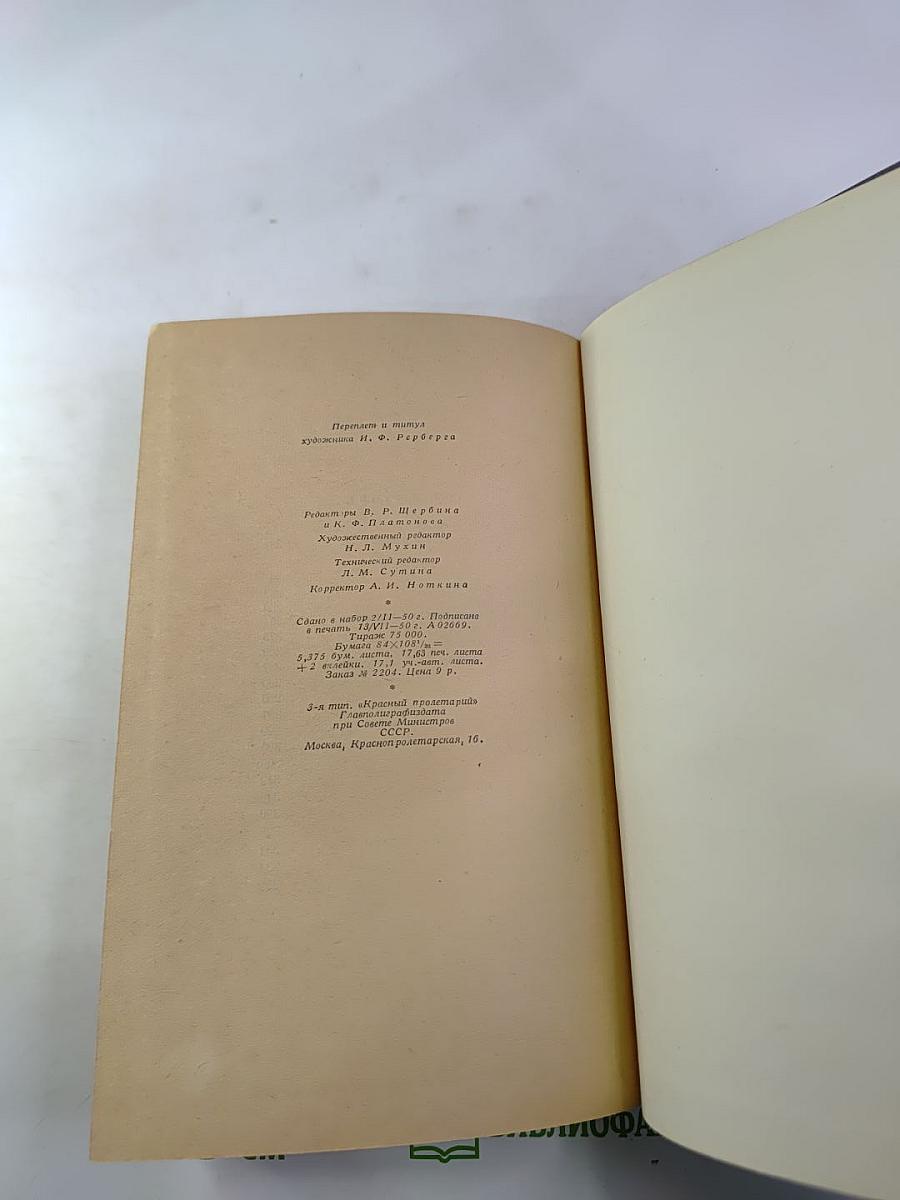 Переплет и титул
художника И. Ф. Рерберга
Редакторы В. Р. Щербина
и К. Ф. Платонова
Художественный редактор
Н. Л. Мухин
Технический редактор
Л. М. Сутина
Корректор А. И. Ноткина
*
Сдано в набор 2/II—50 г. Подписано
в печать 13/VII—50 г. А 02669.
Тираж 75 000.
Бумага 84×108¹/₃₂=
5,375 бум. листа. 17,63 печ. листа
+2 вклейки. 17,1 уч.-авт. листа.
Заказ № 2204. Цена 9 р.
*
3-я тип. «Красный пролетарий»
Главполиграфиздата
при Совете Министров
СССР.
Москва, Краснопролетарская, 16.
см